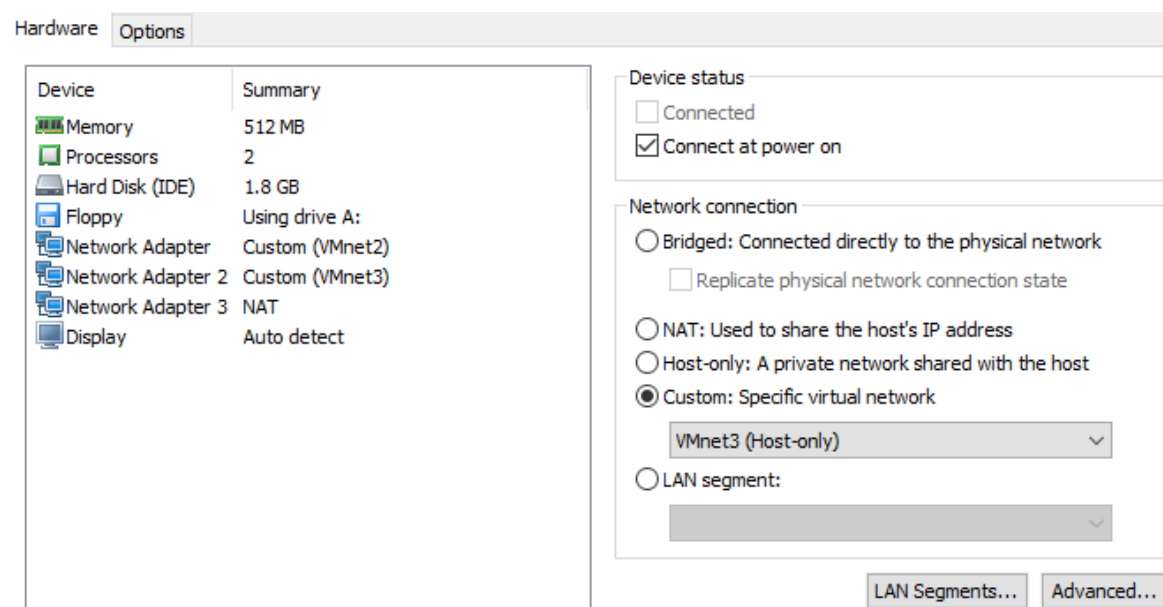 Hardware Options
Device Summary
Memory 512 MB
Processors 2
Hard Disk (IDE) 1.8 GB
Floppy Using drive A:
Network Adapter Custom (VMnet2)
Network Adapter 2 Custom (VMnet3)
Network Adapter 3 NAT
Display Auto detect
Device status
Connected
Connect at power on
Network connection
Bridged: Connected directly to the physical network
Replicate physical network connection state
NAT: Used to share the host's IP address
Host-only: A private network shared with the host
Custom: Specific virtual network
VMnet3 (Host-only)
LAN segment:
LAN Segments... Advanced...